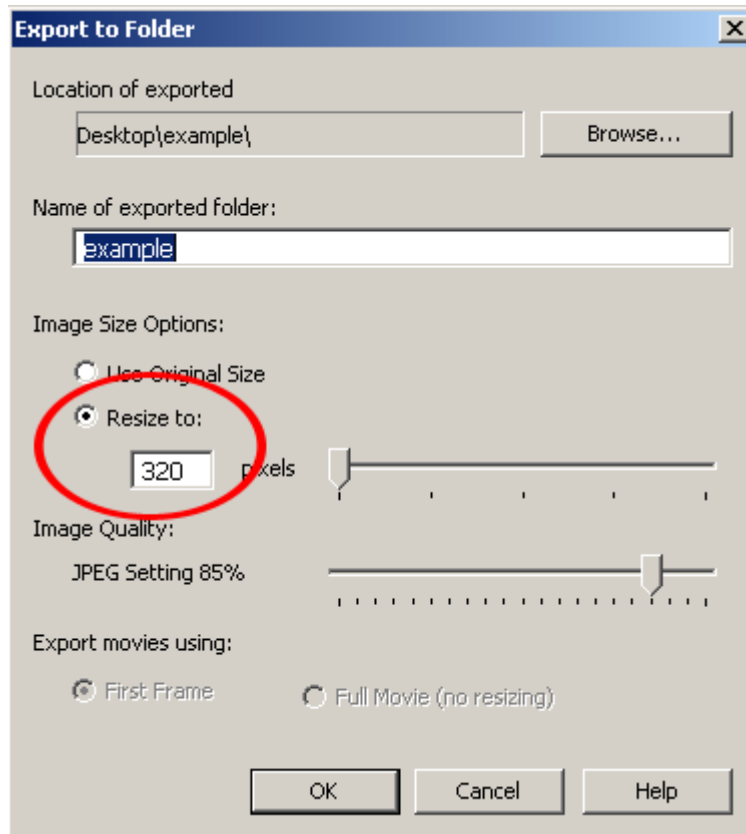 Export to Folder
Location of exported
Desktop\example\
Browse...
Name of exported folder:
example
Image Size Options:
Use Original Size
Resize to:
320 pixels
Image Quality:
JPEG Setting 85%
Export movies using:
First Frame
Full Movie (no resizing)
OK
Cancel
Help